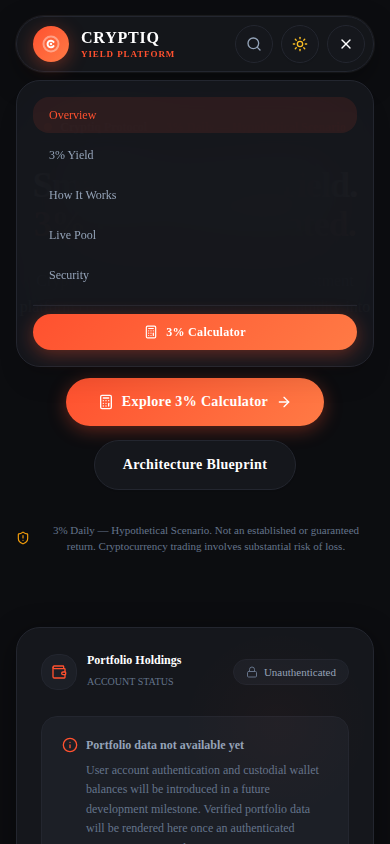 CRYPTIQ
YIELD PLATFORM
Overview
3% Yield
How It Works
Live Pool
Security
3% Calculator
Explore 3% Calculator
Architecture Blueprint
3% Daily — Hypothetical Scenario. Not an established or guaranteed
return. Cryptocurrency trading involves substantial risk of loss.
Portfolio Holdings
ACCOUNT STATUS
Unauthenticated
Portfolio data not available yet
User account authentication and custodial wallet
balances will be introduced in a future
development milestone. Verified portfolio data
will be rendered here once an authenticated